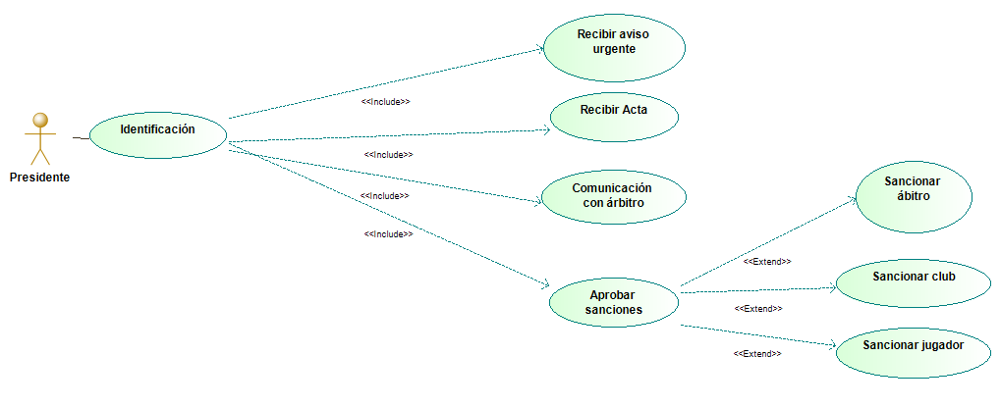 Recibir aviso
urgente
<<Include>>
Recibir Acta
Identificación
<<Include>>
Presidente
Comunicación
con árbitro
<<Include>>
Sancionar
ábitro
<<Include>>
<<Extend>>
Sancionar club
Aprobar
sanciones
<<Extend>>
Sancionar jugador
<<Extend>>